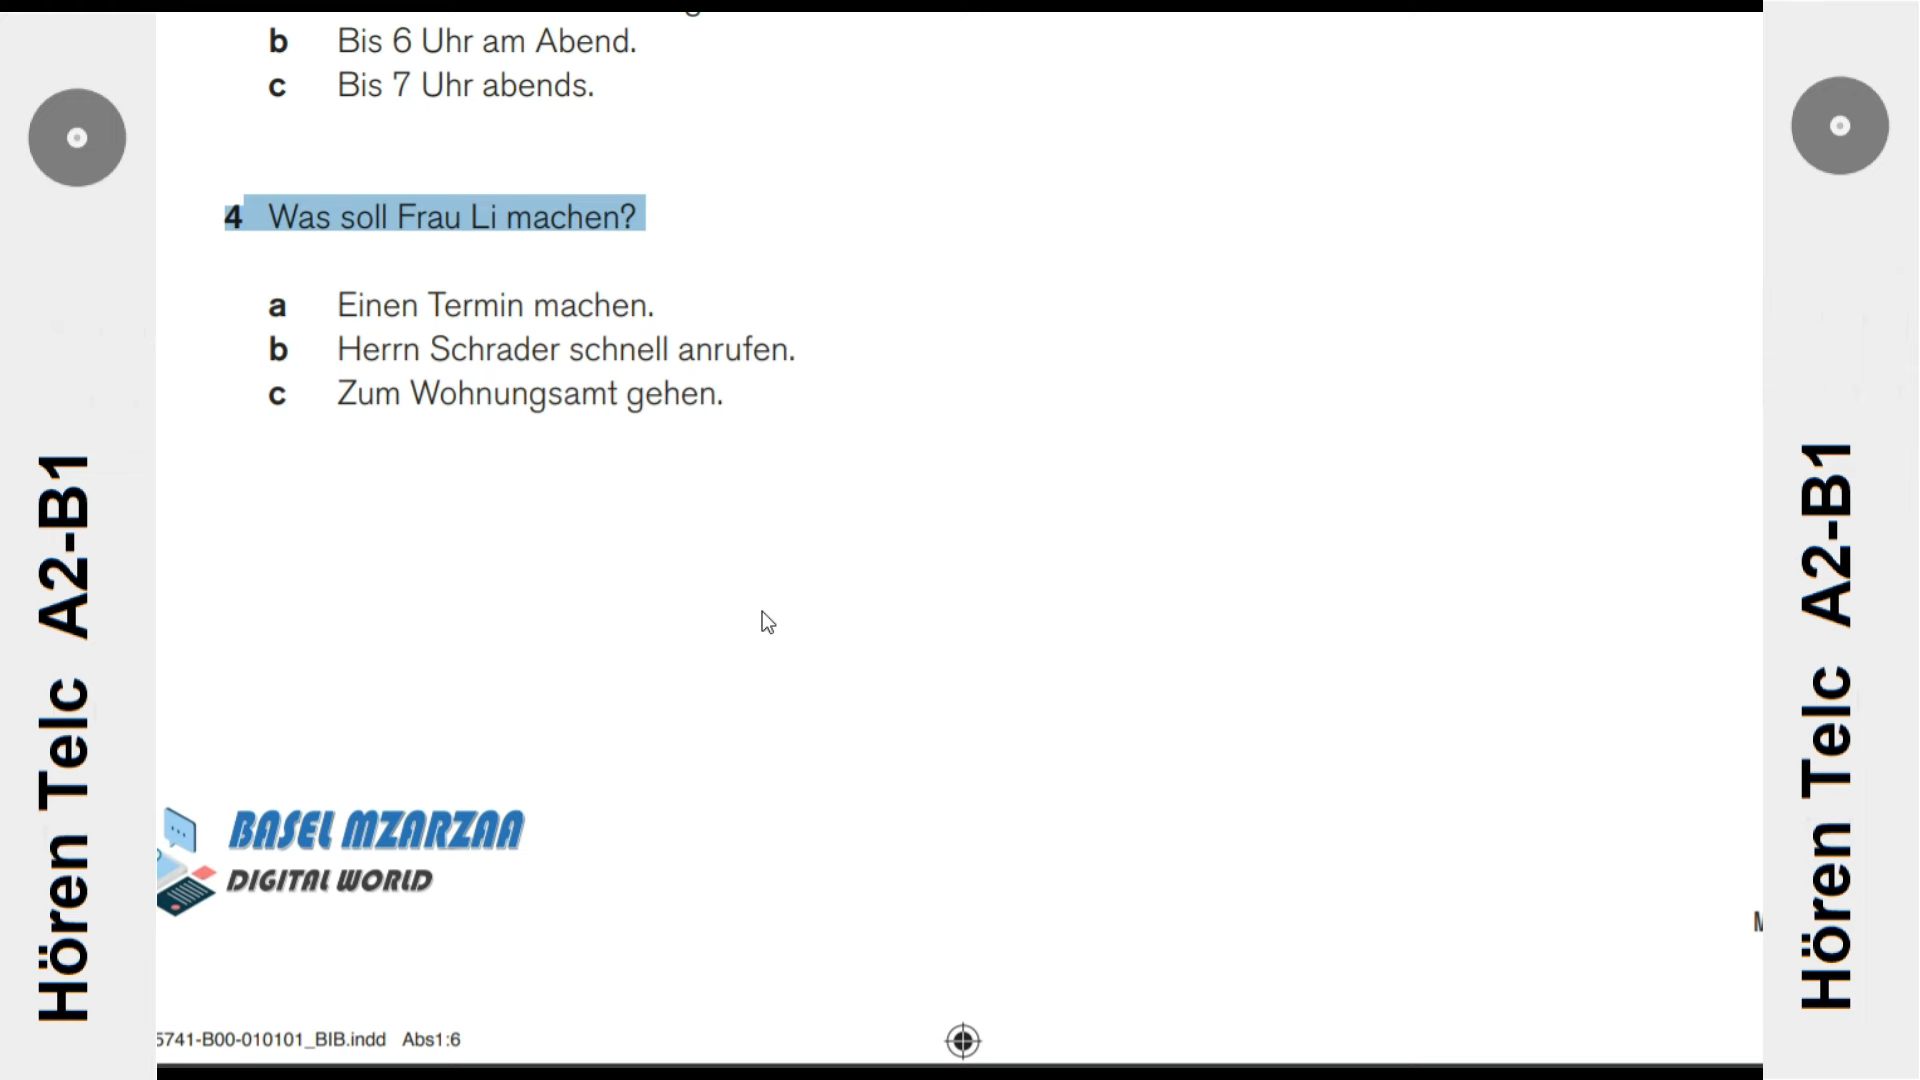 b Bis 6 Uhr am Abend.
c Bis 7 Uhr abends.
4 Was soll Frau Li machen?
a Einen Termin machen.
b Herrn Schrader schnell anrufen.
c Zum Wohnungsamt gehen.
BASEL MZARZAA
DIGITAL WORLD
5741-B00-010101_BIB.indd Abs1:6
Hören Telc A2-B1
Hören Telc A2-B1